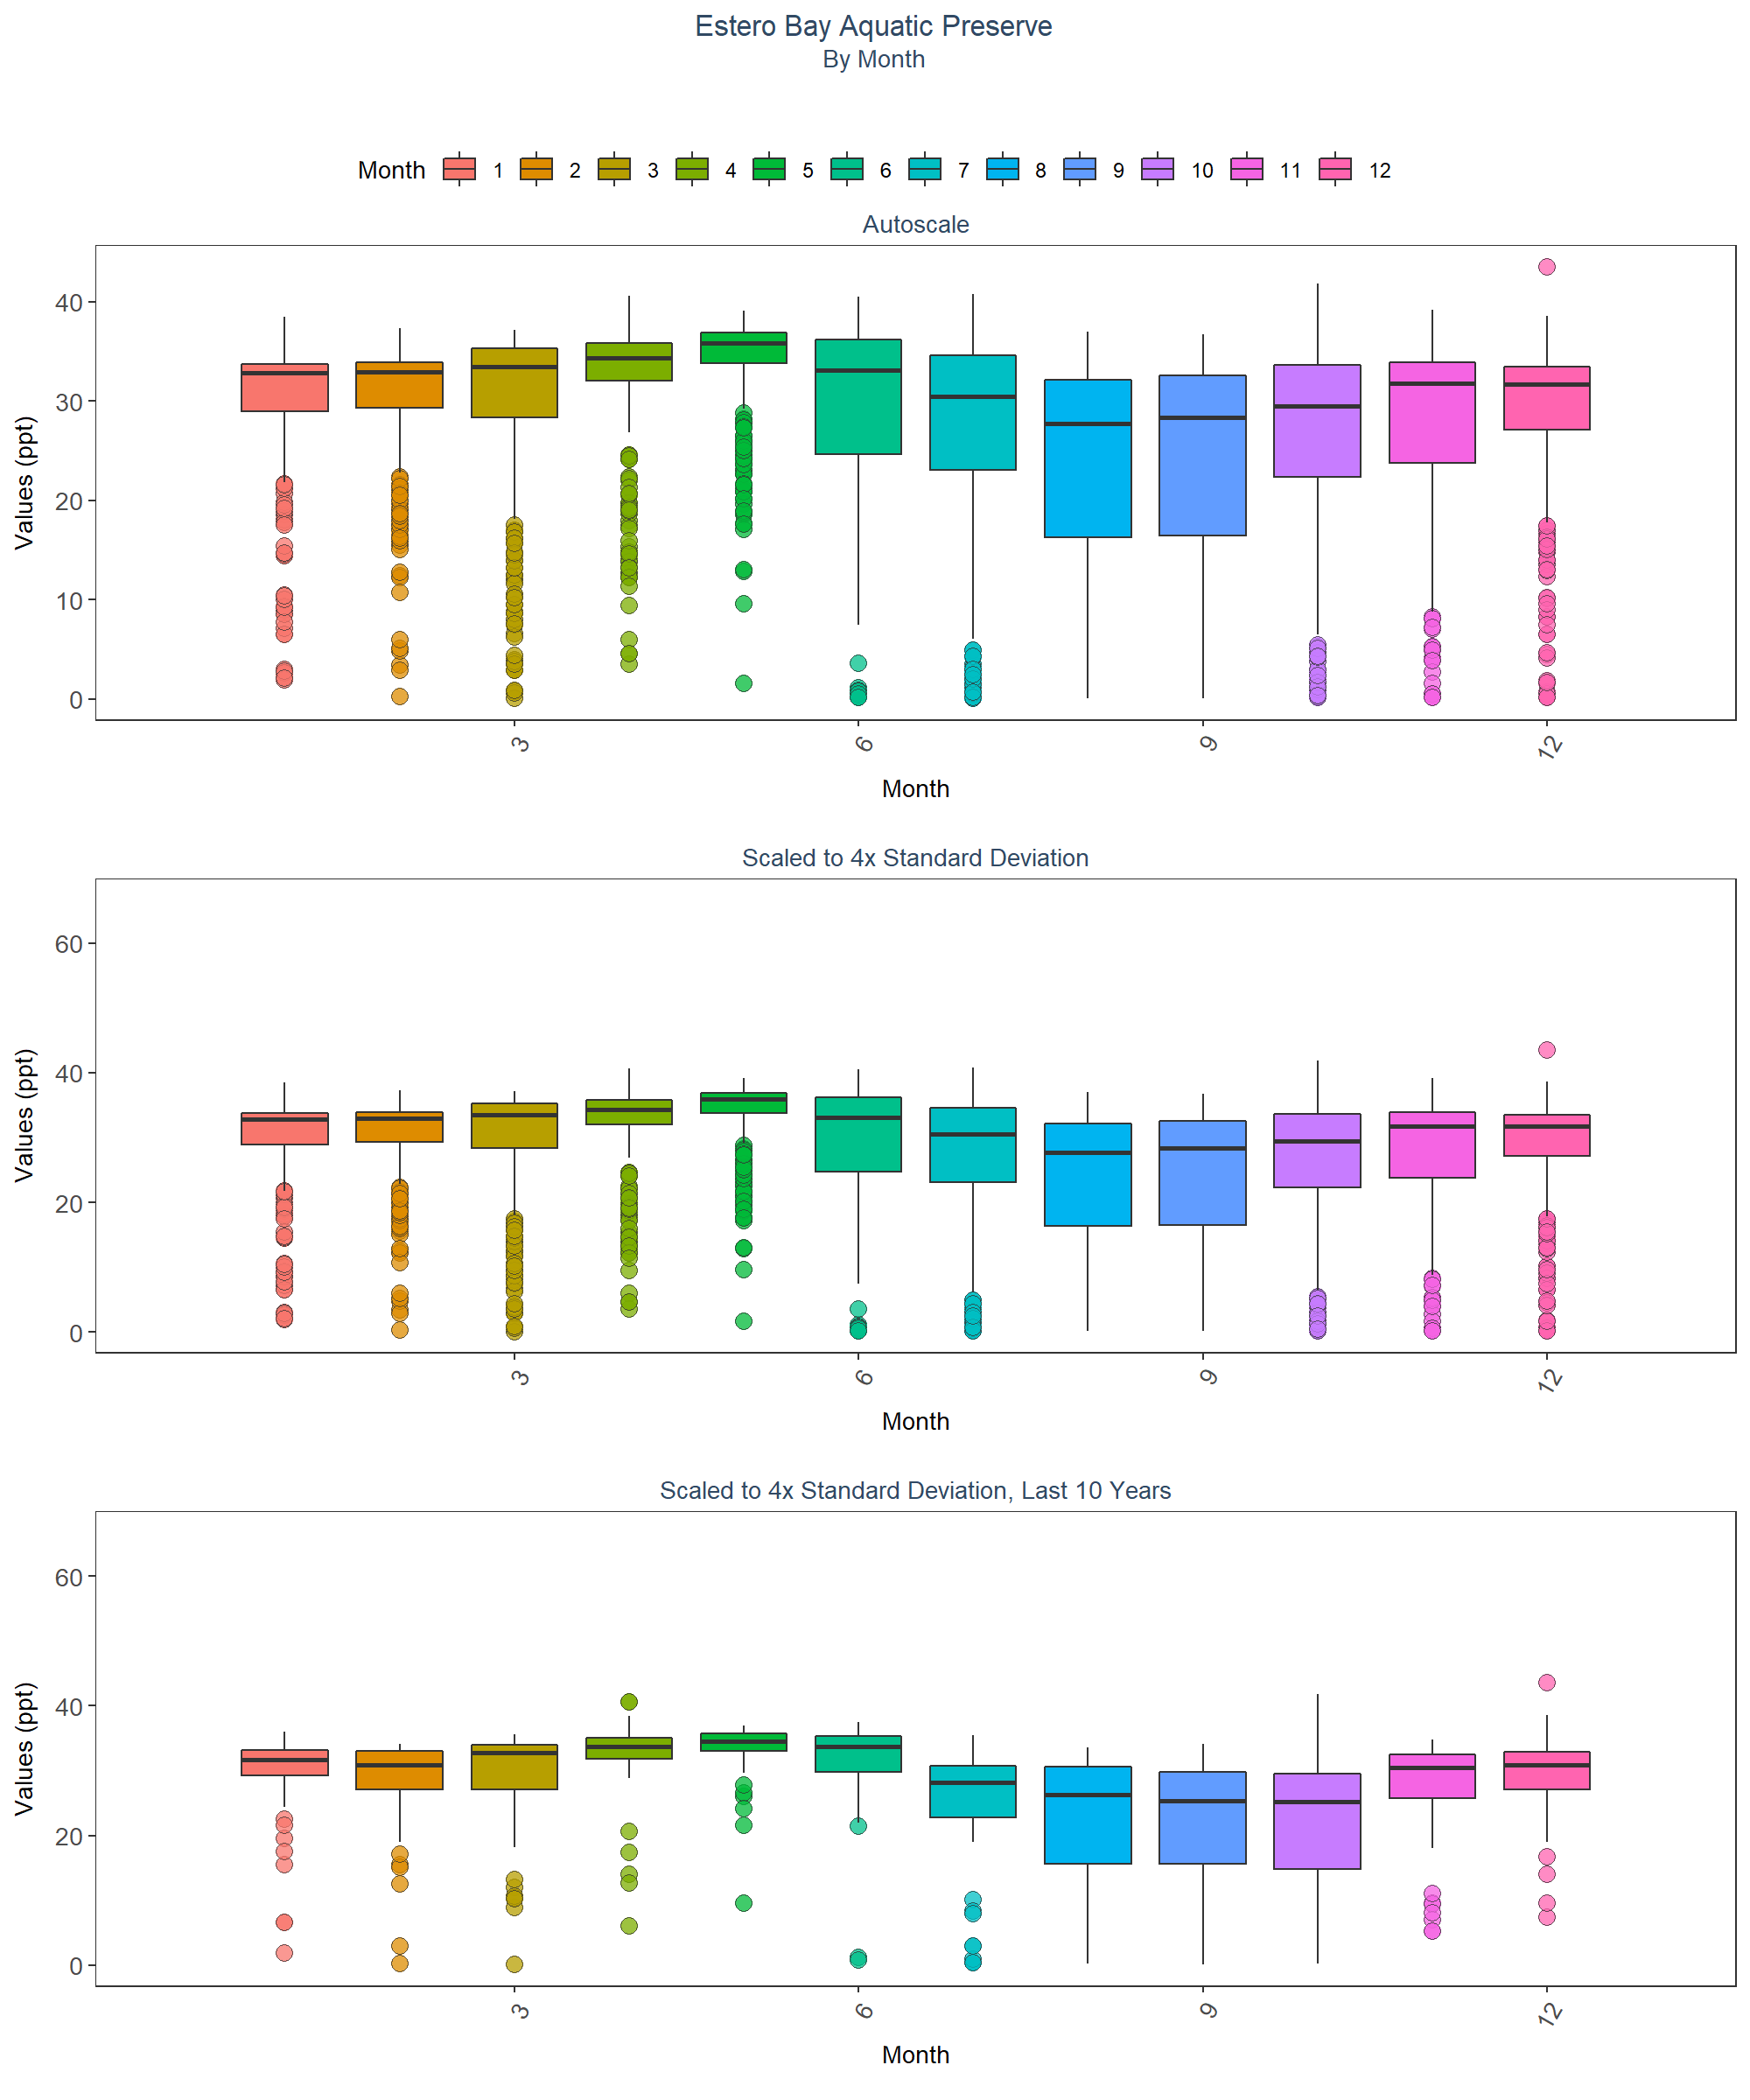 Estero Bay Aquatic Preserve
By Month
Month 1 2 3 4 5 6 7 8 9 10 11 12
Autoscale
Values (ppt)
40
30
20
10
0
3 6 9 12
Month
Scaled to 4x Standard Deviation
Values (ppt)
60
40
20
0
3 6 9 12
Month
Scaled to 4x Standard Deviation, Last 10 Years
Values (ppt)
60
40
20
0
3 6 9 12
Month